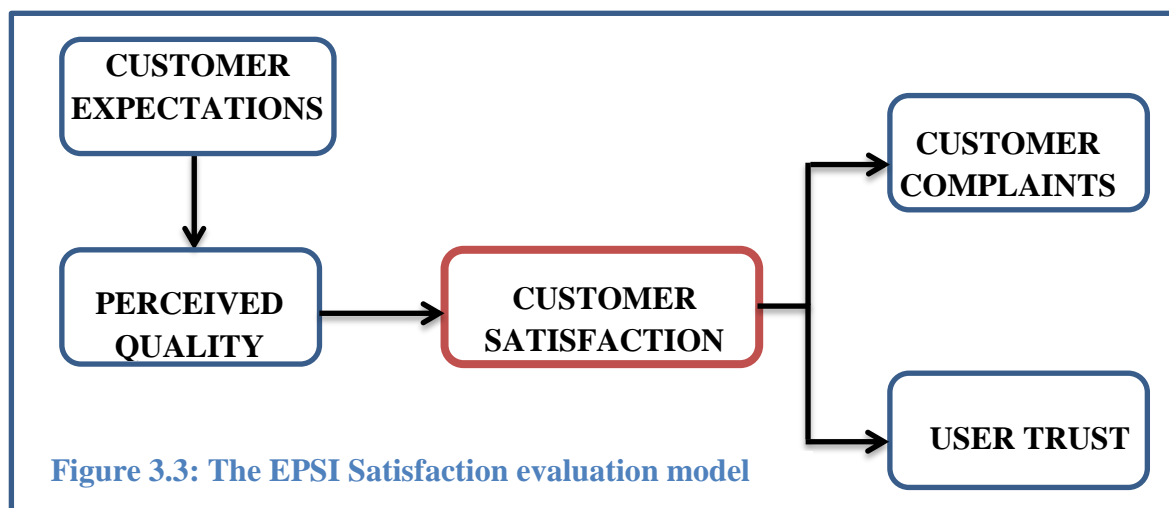 CUSTOMER
EXPECTATIONS
PERCEIVED
QUALITY
CUSTOMER
SATISFACTION
CUSTOMER
COMPLAINTS
USER TRUST
Figure 3.3: The EPSI Satisfaction evaluation model